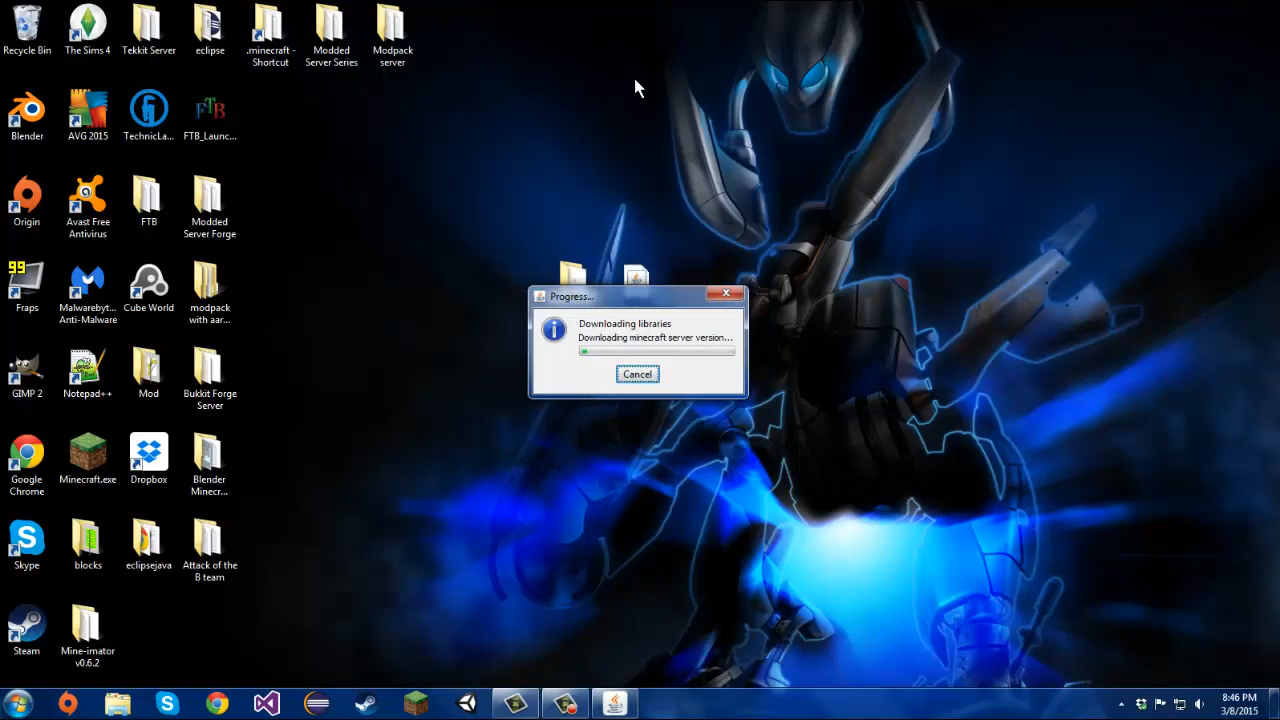 Recycle Bin
The Sims 4
Tekkit Server
eclipse
.minecraft -
Shortcut
Modded
Server Series
Modpack
server
Blender
AVG 2015
TechnicLa...
FTB_Launc...
Origin
Avast Free
Antivirus
FTB
Modded
Server Forge
99
Fraps
Malwareby...
Anti-Malware
Cube World
modpack
with aar...
GIMP 2
Notepad++
Mod
Bukkit Forge
Server
Google
Chrome
Minecraft.exe
Dropbox
Blender
Minecr...
Skype
blocks
eclipsejava
Attack of the
B team
Steam
Mine-imator
v0.6.2
Progress...
Downloading libraries
Downloading minecraft server version...
Cancel
8:46 PM
3/8/2015